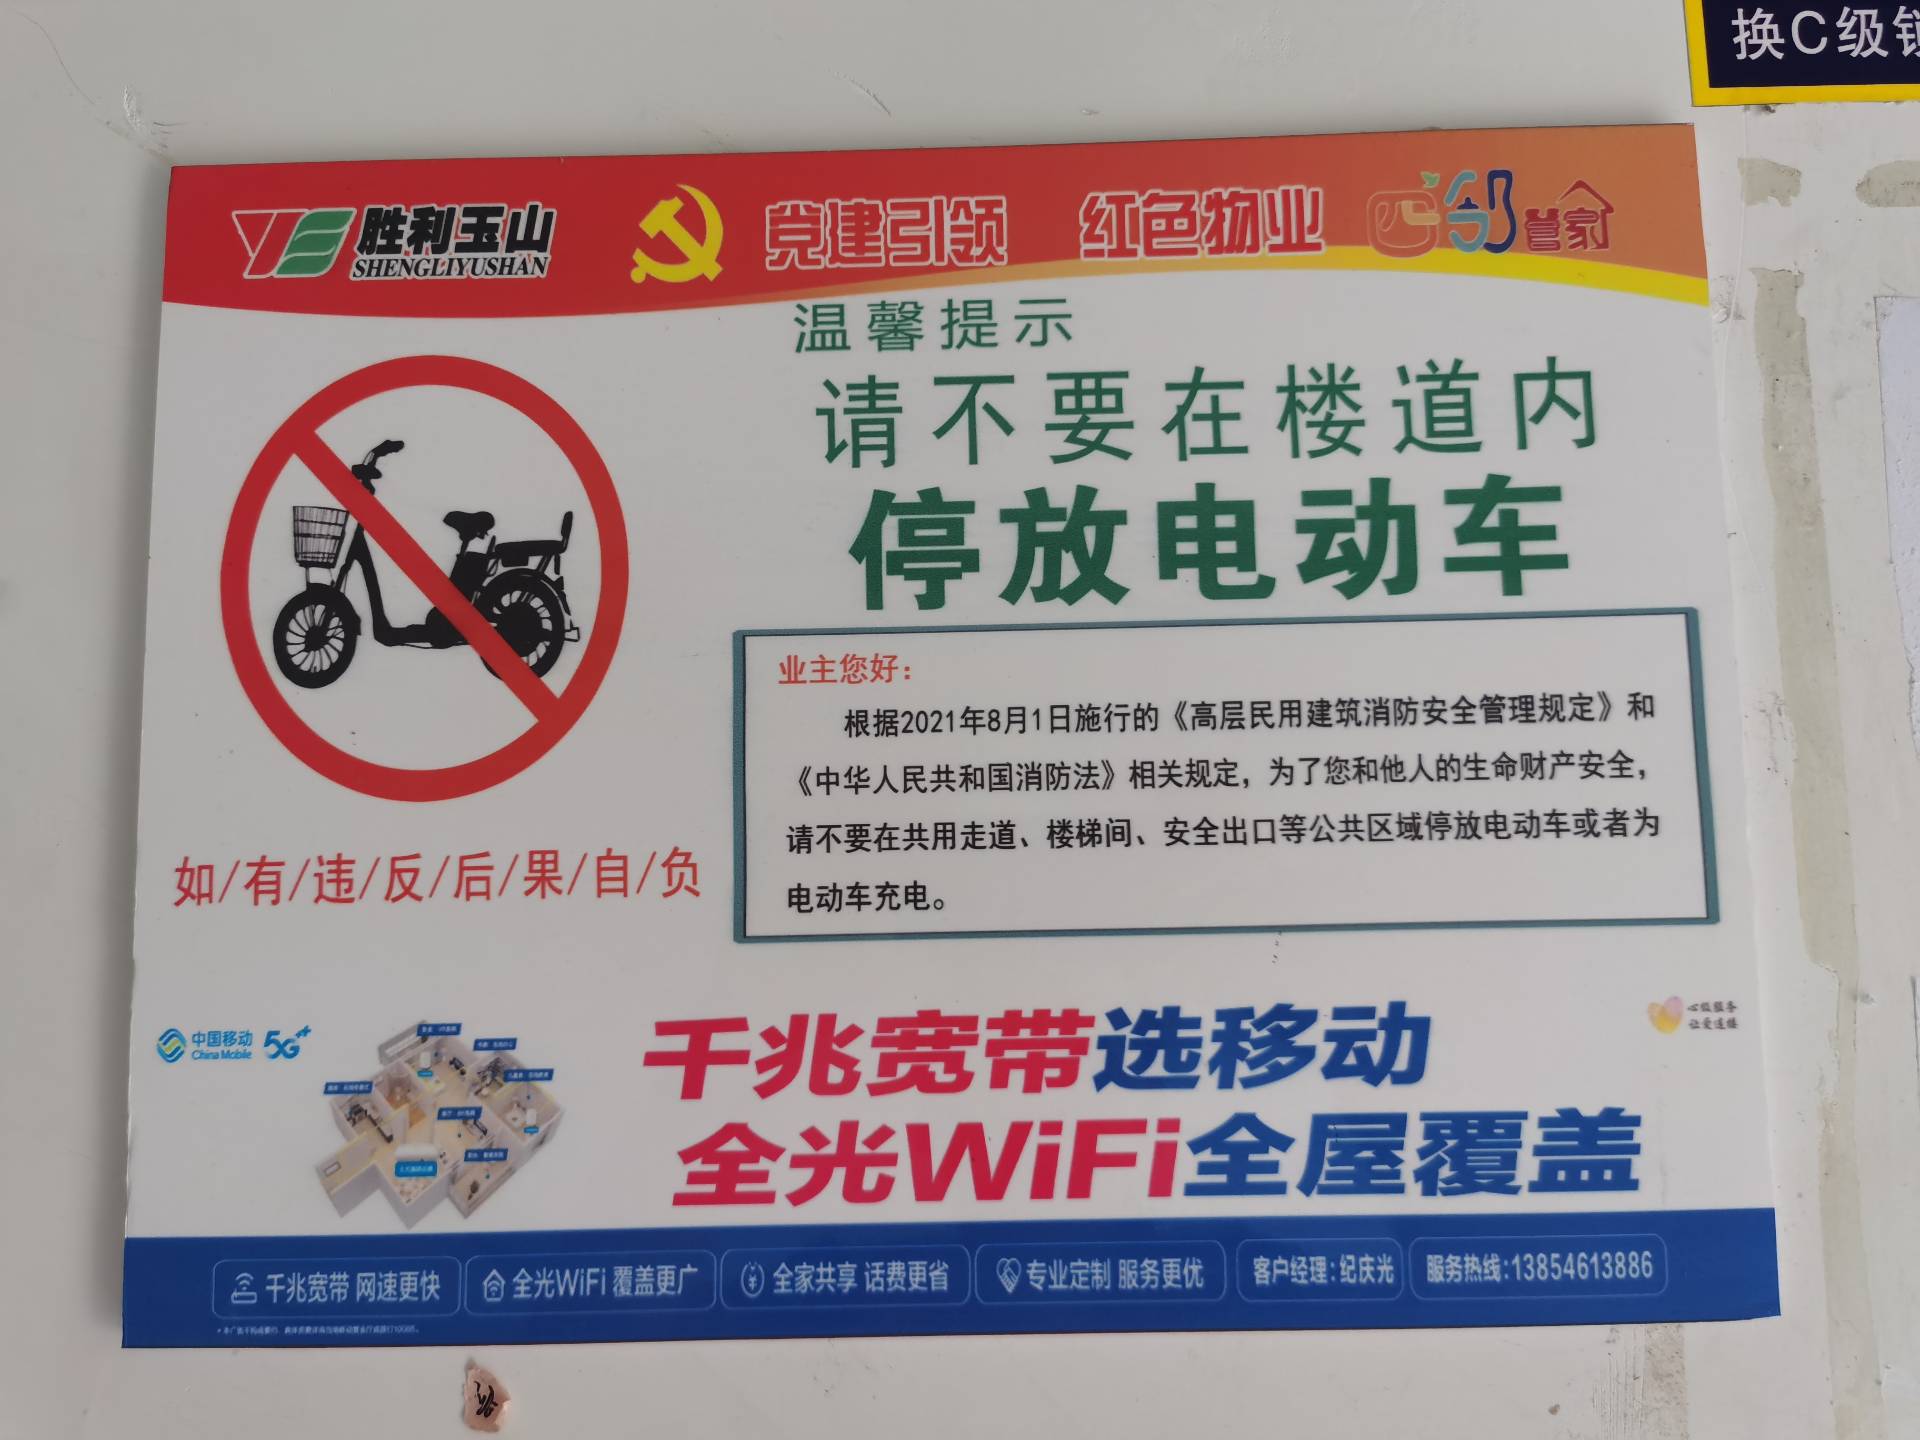 换C级
胜利玉山
SHENGLIYUSHAN
党建引领 红色物业
四邻管家
温馨提示
请不要在楼道内
停放电动车
业主您好：
根据2021年8月1日施行的《高层民用建筑消防安全管理规定》和
《中华人民共和国消防法》相关规定，为了您和他人的生命财产安全，
请不要在共用走道、楼梯间、安全出口等公共区域停放电动车或者为
电动车充电。
如/有/违/反/后/果/自/负
中国移动
China Mobile
5G++
千兆宽带选移动
全光WiFi全屋覆盖
心级服务
让爱连接
千兆宽带 网速更快
全光WiFi 覆盖更广
全家共享 话费更省
专业定制 服务更优
客户经理：纪庆光
服务热线：13854613886